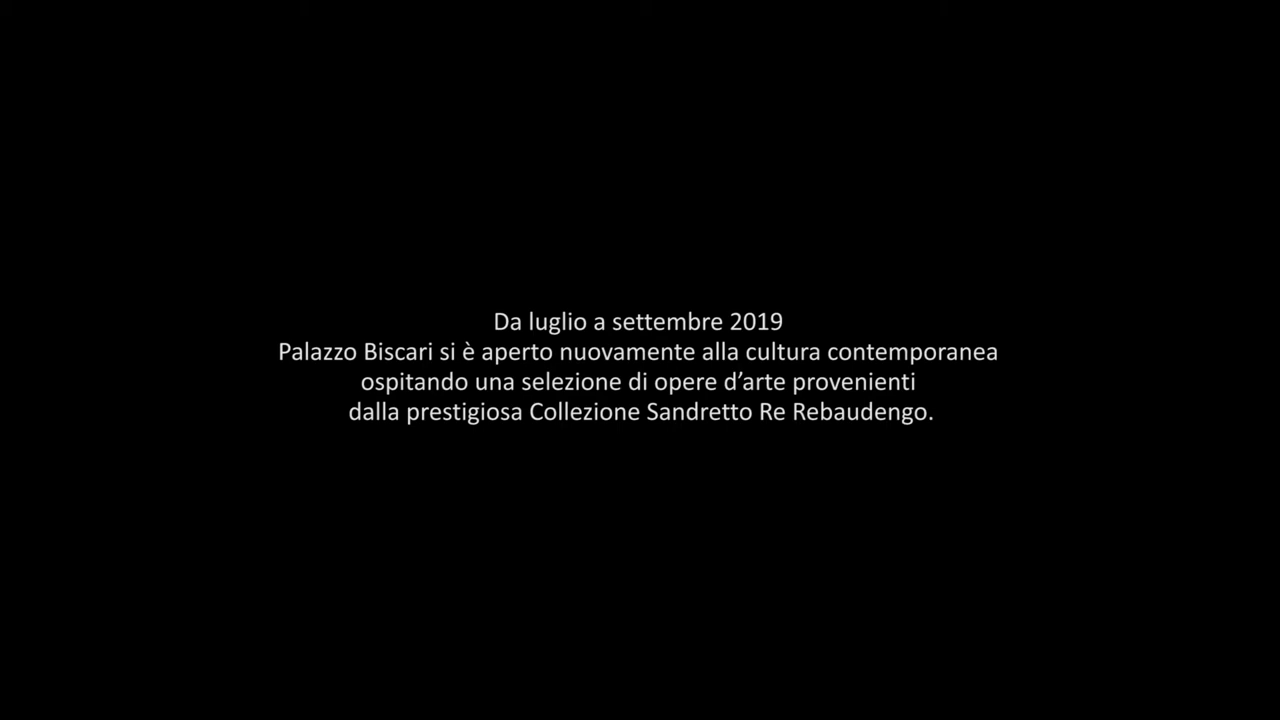 Da luglio a settembre 2019
Palazzo Biscari si è aperto nuovamente alla cultura contemporanea
ospitando una selezione di opere d’arte provenienti
dalla prestigiosa Collezione Sandretto Re Rebaudengo.